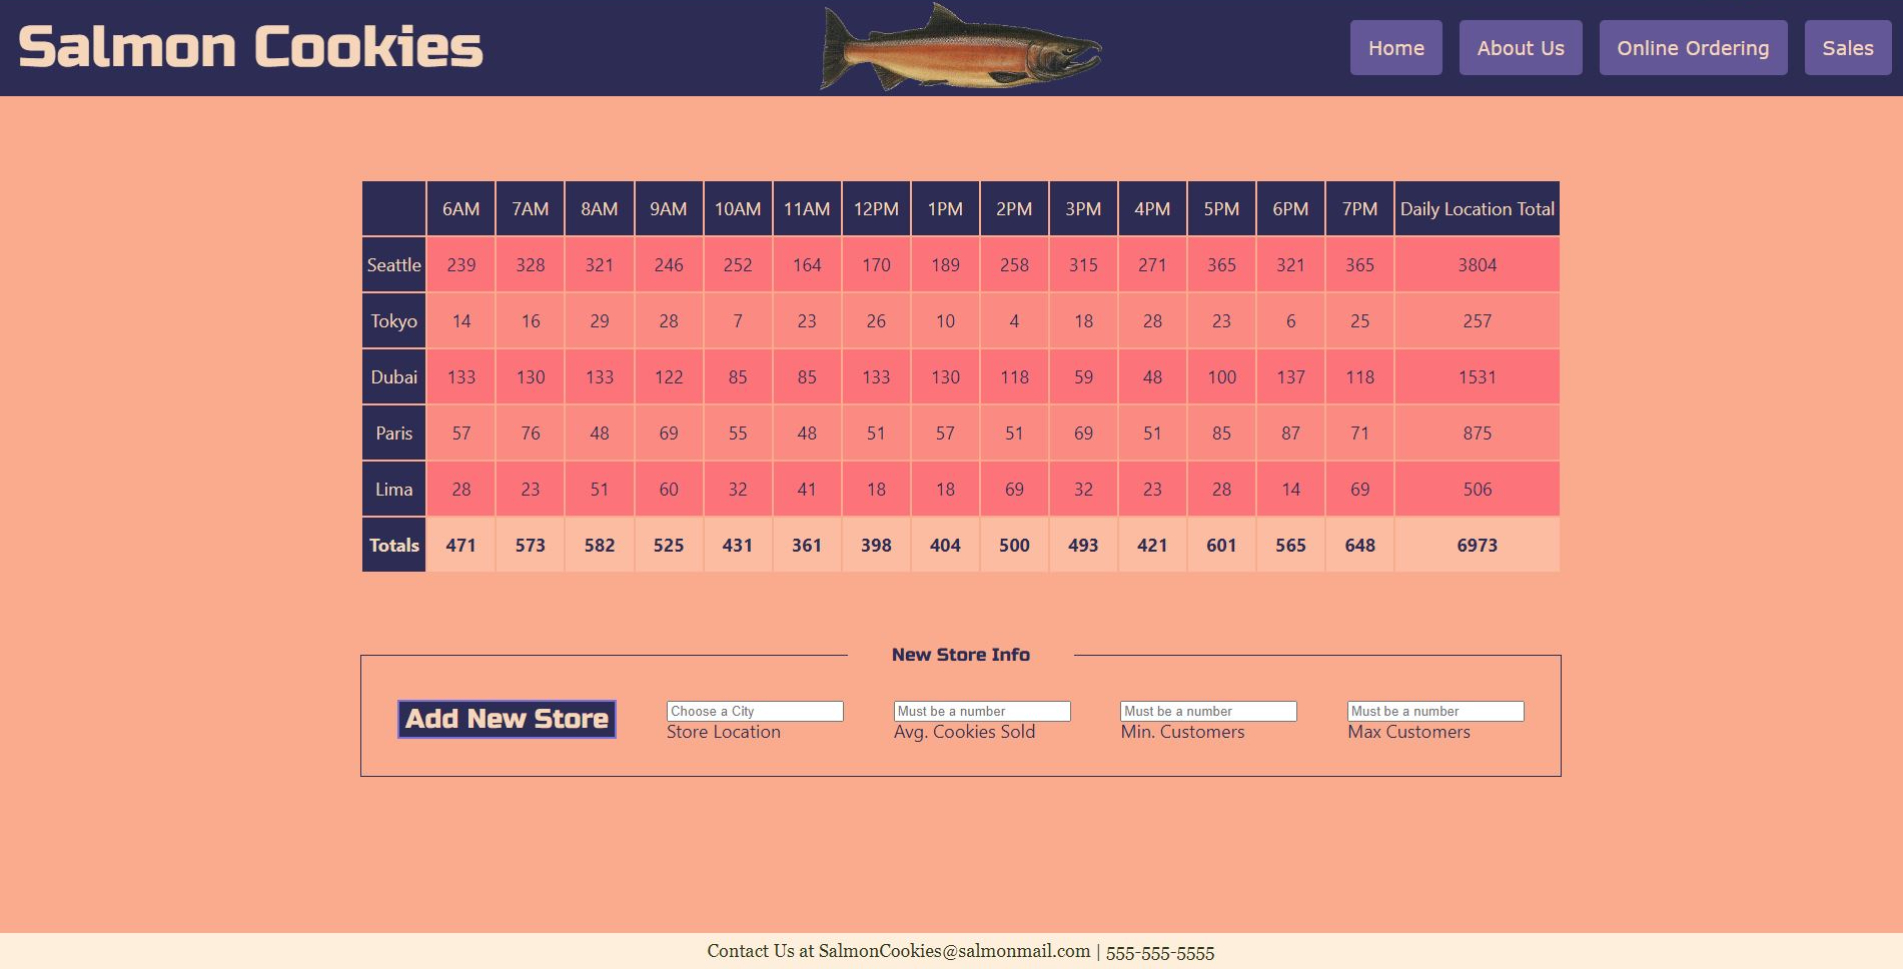 Salmon Cookies
Home About Us Online Ordering Sales
6AM 7AM 8AM 9AM 10AM 11AM 12PM 1PM 2PM 3PM 4PM 5PM 6PM 7PM Daily Location Total
Seattle 239 328 321 246 252 164 170 189 258 315 271 365 321 365 3804
Tokyo 14 16 29 28 7 23 26 10 4 18 28 23 6 25 257
Dubai 133 130 133 122 85 85 133 130 118 59 48 100 137 118 1531
Paris 57 76 48 69 55 48 51 57 51 69 51 85 87 71 875
Lima 28 23 51 60 32 41 18 18 69 32 23 28 14 69 506
Totals 471 573 582 525 431 361 398 404 500 493 421 601 565 648 6973
New Store Info
Add New Store Choose a City Must be a number Must be a number Must be a number
Store Location Avg. Cookies Sold Min. Customers Max Customers
Contact Us at SalmonCookies@salmonmail.com | 555-555-5555